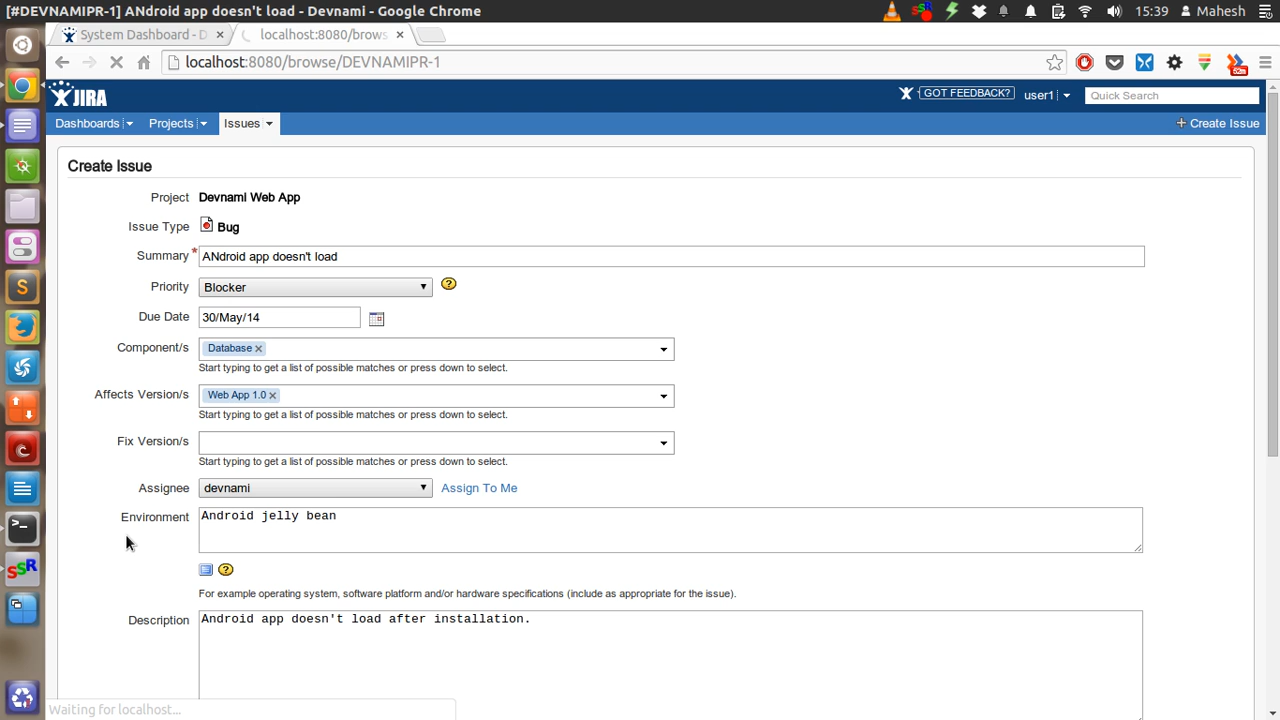 [#DEVNAMIPR-1] ANdroid app doesn't load - Devnami - Google Chrome
15:39
Mahesh
System Dashboard - D
localhost:8080/brows
localhost:8080/browse/DEVNAMIPR-1
52m
JIRA
GOT FEEDBACK?
user1
Quick Search
Dashboards
Projects
Issues
+ Create Issue
Create Issue
Project
Devnami Web App
Issue Type
Bug
Summary *
ANdroid app doesn't load
Priority
Blocker
?
Due Date
30/May/14
Component/s
Database ×
Start typing to get a list of possible matches or press down to select.
Affects Version/s
Web App 1.0 ×
Start typing to get a list of possible matches or press down to select.
Fix Version/s
Start typing to get a list of possible matches or press down to select.
Assignee
devnami
Assign To Me
Environment
Android jelly bean
?
For example operating system, software platform and/or hardware specifications (include as appropriate for the issue).
Description
Android app doesn't load after installation.
Waiting for localhost...
S
>_
SSR